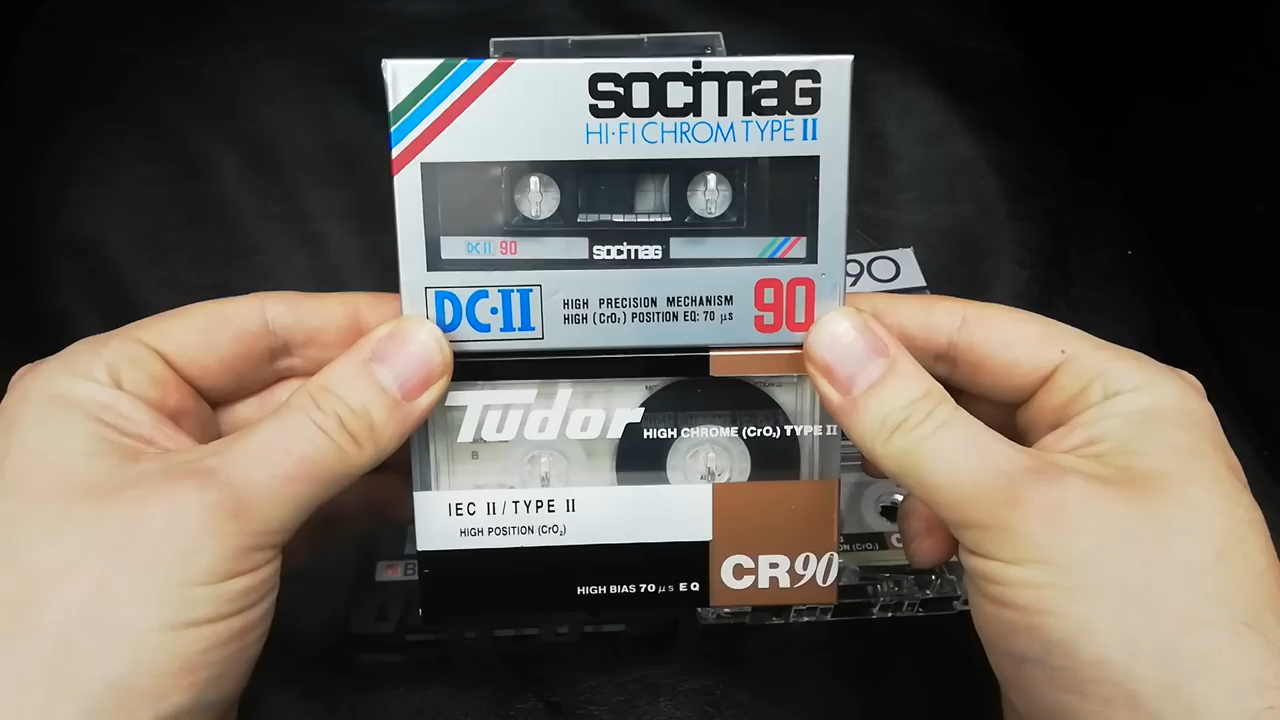 socimag
HI·FI CHROM TYPE II
DC·II 90
socimag
DC·II
HIGH PRECISION MECHANISM
HIGH (CrO₂) POSITION EQ: 70 µs
90
90
Tudor
HIGH CHROME (CrO₂) TYPE II
B
IEC II / TYPE II
HIGH POSITION (CrO₂)
HIGH BIAS 70 µs EQ
CR90
B